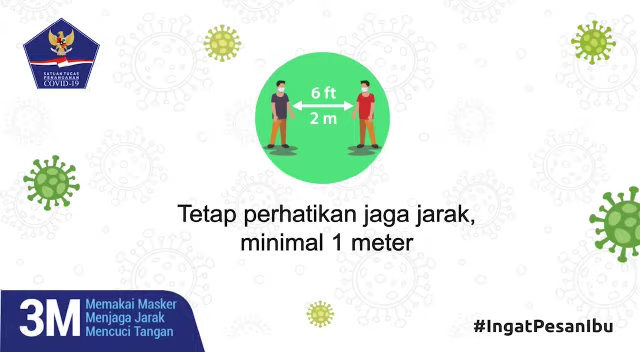 SATUAN TUGAS
PENANGANAN
COVID-19
6 ft
2 m
Tetap perhatikan jaga jarak,
minimal 1 meter
3M
Memakai Masker
Menjaga Jarak
Mencuci Tangan
#IngatPesanIbu